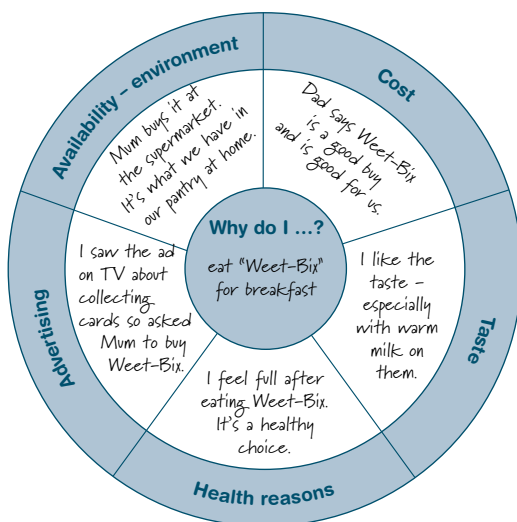 Availability – environment
Mum buys it at
the supermarket.
It's what we have in
our pantry at home.
Cost
Dad says Weet-Bix
is a good buy
and is good for us.
Why do I ...?
eat "Weet-Bix"
for breakfast
Advertising
I saw the ad
on TV about
collecting
cards so asked
Mum to buy
Weet-Bix.
I like the
taste –
especially
with warm
milk on
them.
Taste
I feel full after
eating Weet-Bix.
It's a healthy
choice.
Health reasons